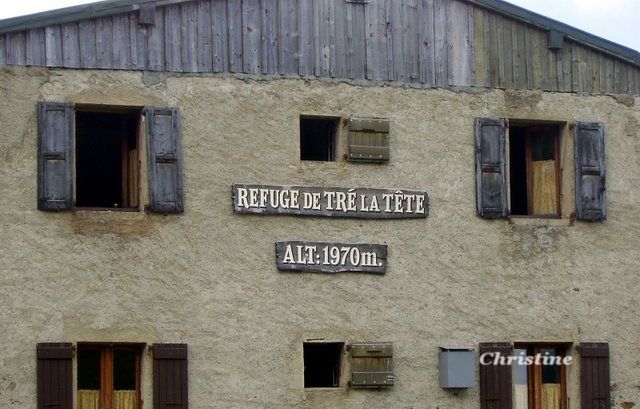 REFUGE DE TRÉ LA TÊTE
ALT: 1970m.
Christine